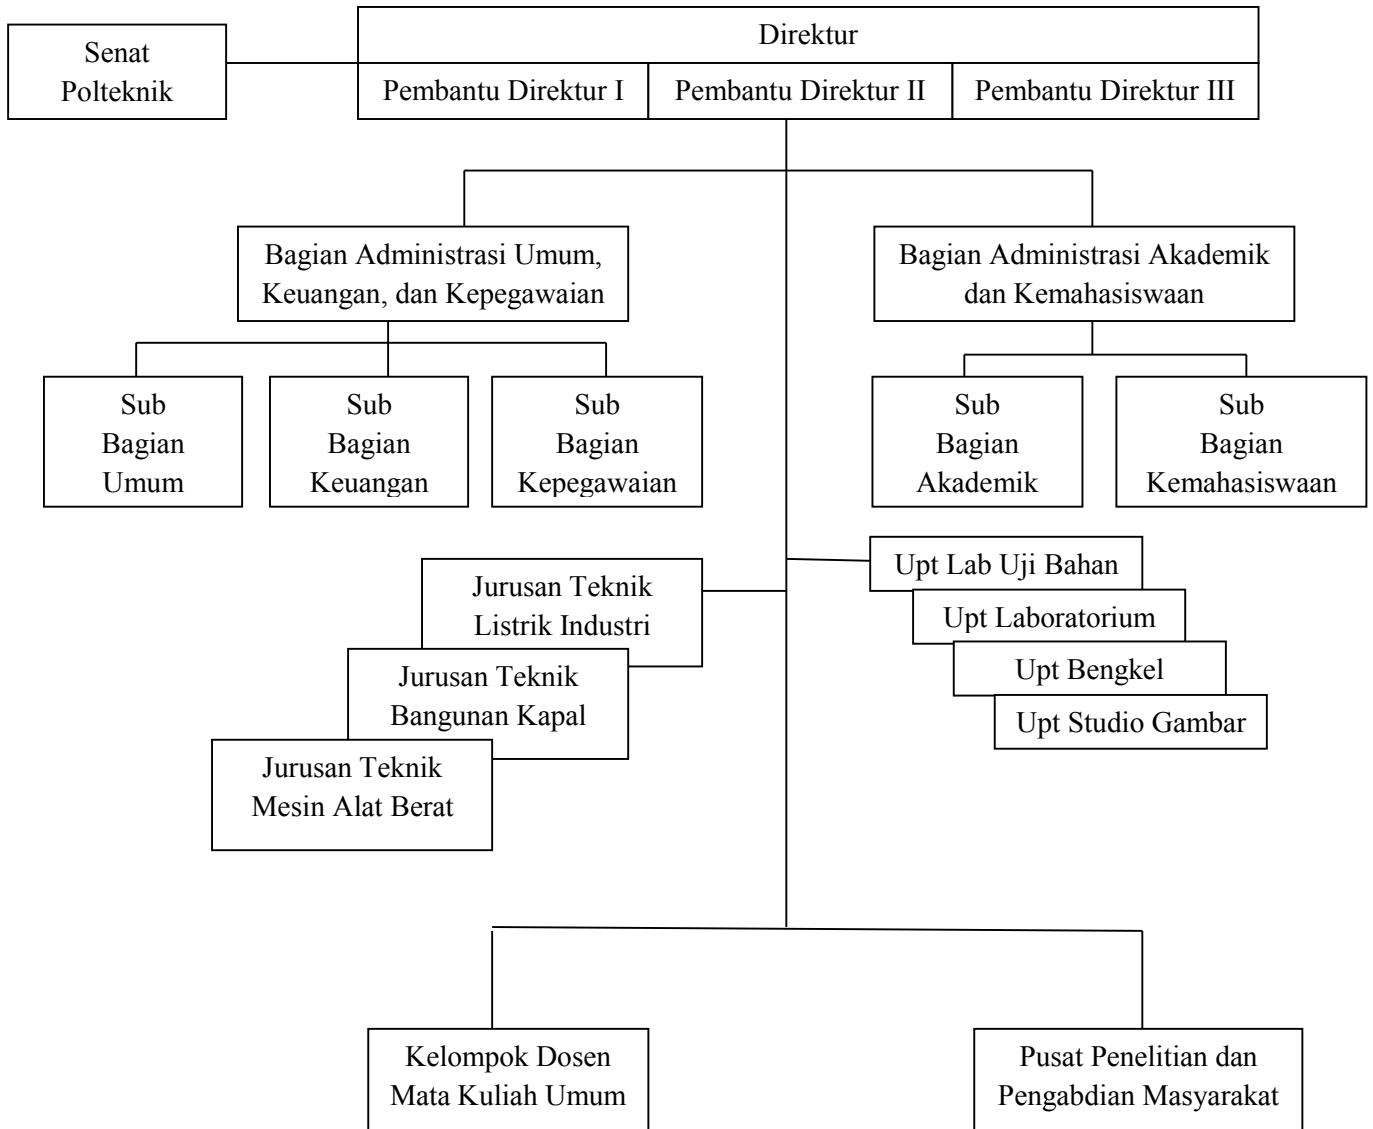 Senat
Polteknik
Direktur
Pembantu Direktur I
Pembantu Direktur II
Pembantu Direktur III
Bagian Administrasi Umum,
Keuangan, dan Kepegawaian
Bagian Administrasi Akademik
dan Kemahasiswaan
Sub
Bagian
Umum
Sub
Bagian
Keuangan
Sub
Bagian
Kepegawaian
Sub
Bagian
Akademik
Sub
Bagian
Kemahasiswaan
Jurusan Teknik
Listrik Industri
Jurusan Teknik
Bangunan Kapal
Jurusan Teknik
Mesin Alat Berat
Upt Lab Uji Bahan
Upt Laboratorium
Upt Bengkel
Upt Studio Gambar
Kelompok Dosen
Mata Kuliah Umum
Pusat Penelitian dan
Pengabdian Masyarakat